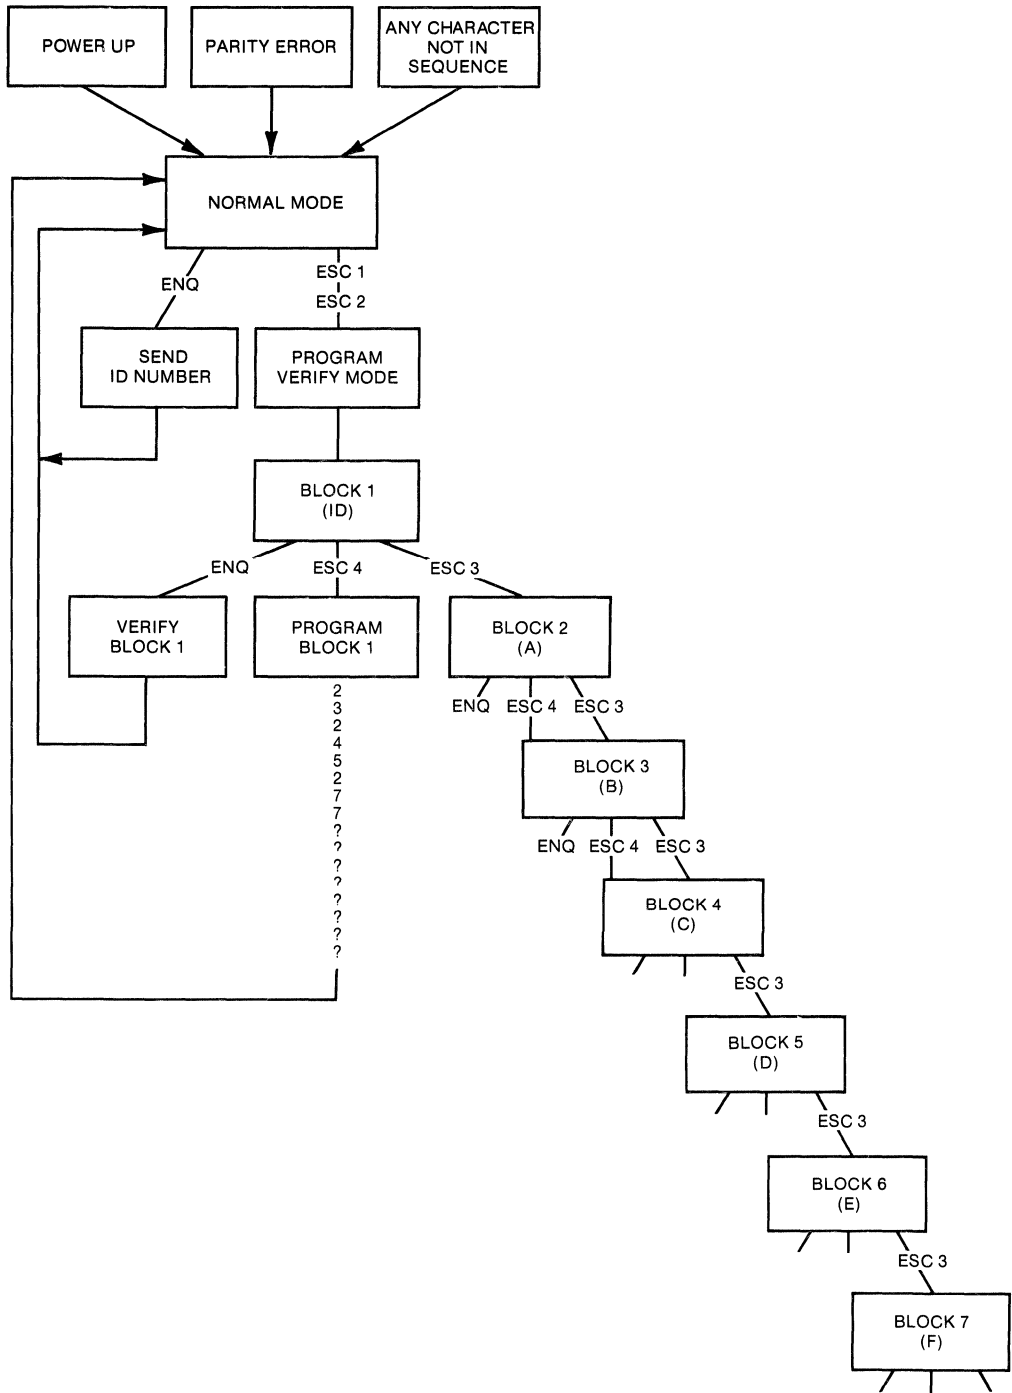 POWER UP
PARITY ERROR
ANY CHARACTER
NOT IN
SEQUENCE
NORMAL MODE
ENQ
ESC 1
ESC 2
SEND
ID NUMBER
PROGRAM
VERIFY MODE
BLOCK 1
(ID)
ENQ
ESC 4
ESC 3
VERIFY
BLOCK 1
PROGRAM
BLOCK 1
BLOCK 2
(A)
2
3
2
4
5
2
7
7
?
?
?
?
?
?
?
?
ENQ
ESC 4
ESC 3
BLOCK 3
(B)
ENQ
ESC 4
ESC 3
BLOCK 4
(C)
ESC 3
BLOCK 5
(D)
ESC 3
BLOCK 6
(E)
ESC 3
BLOCK 7
(F)